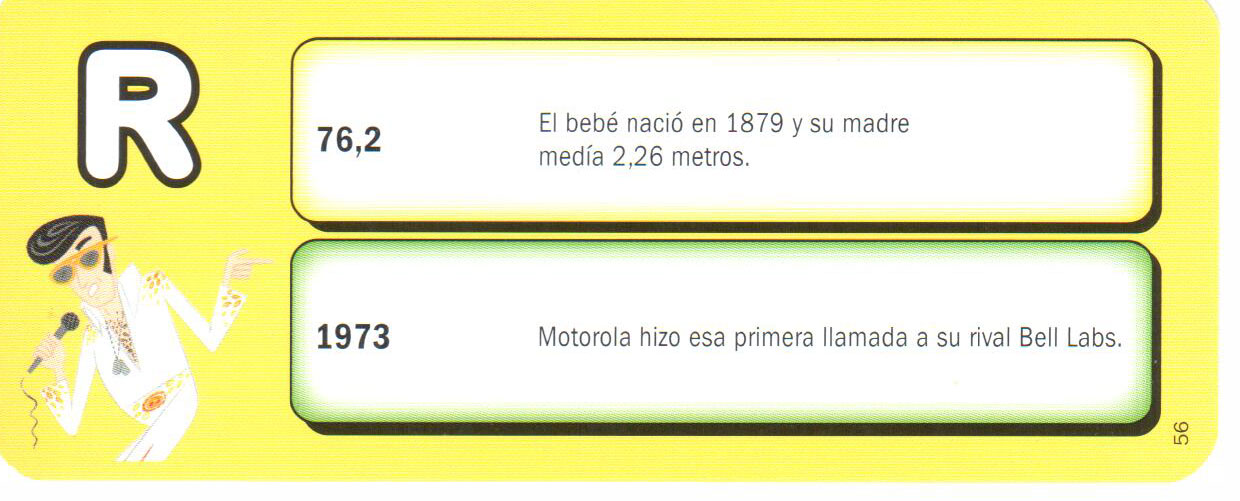 R
76,2
El bebé nació en 1879 y su madre
medía 2,26 metros.
1973
Motorola hizo esa primera llamada a su rival Bell Labs.
56